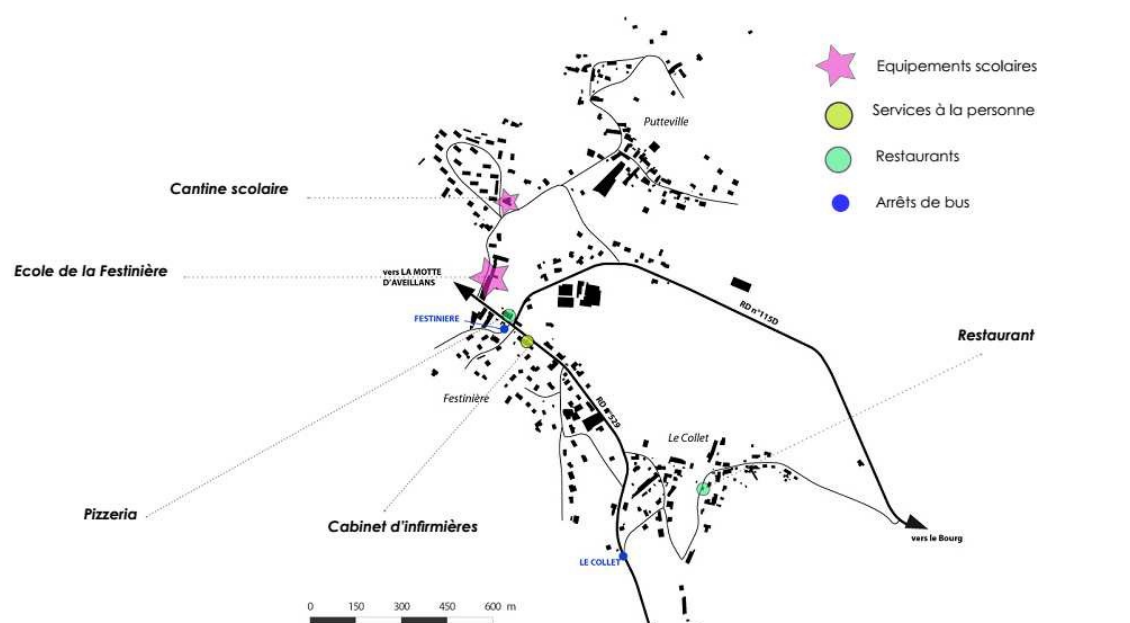 Equipements scolaires
Services à la personne
Restaurants
Arrêts de bus
Putteville
Cantine scolaire
Ecole de la Festinière
vers LA MOTTE
D'AVEILLANS
FESTINIERE
RD n°115D
Restaurant
Festinière
RD n°529
Le Collet
Pizzeria
Cabinet d'infirmières
vers le Bourg
LE COLLET
0 150 300 450 600 m